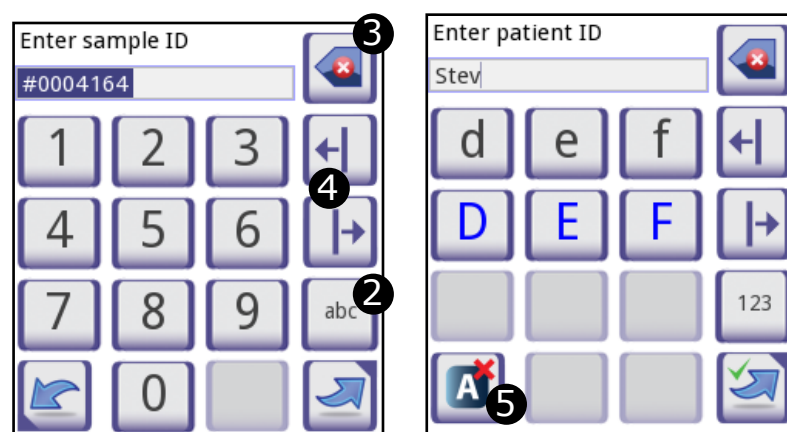 Enter sample ID
3
#0004164
1 2 3
4
4 5 6
2
7 8 9 abc
0
Enter patient ID
Stev
d e f
D E F
123
A
5